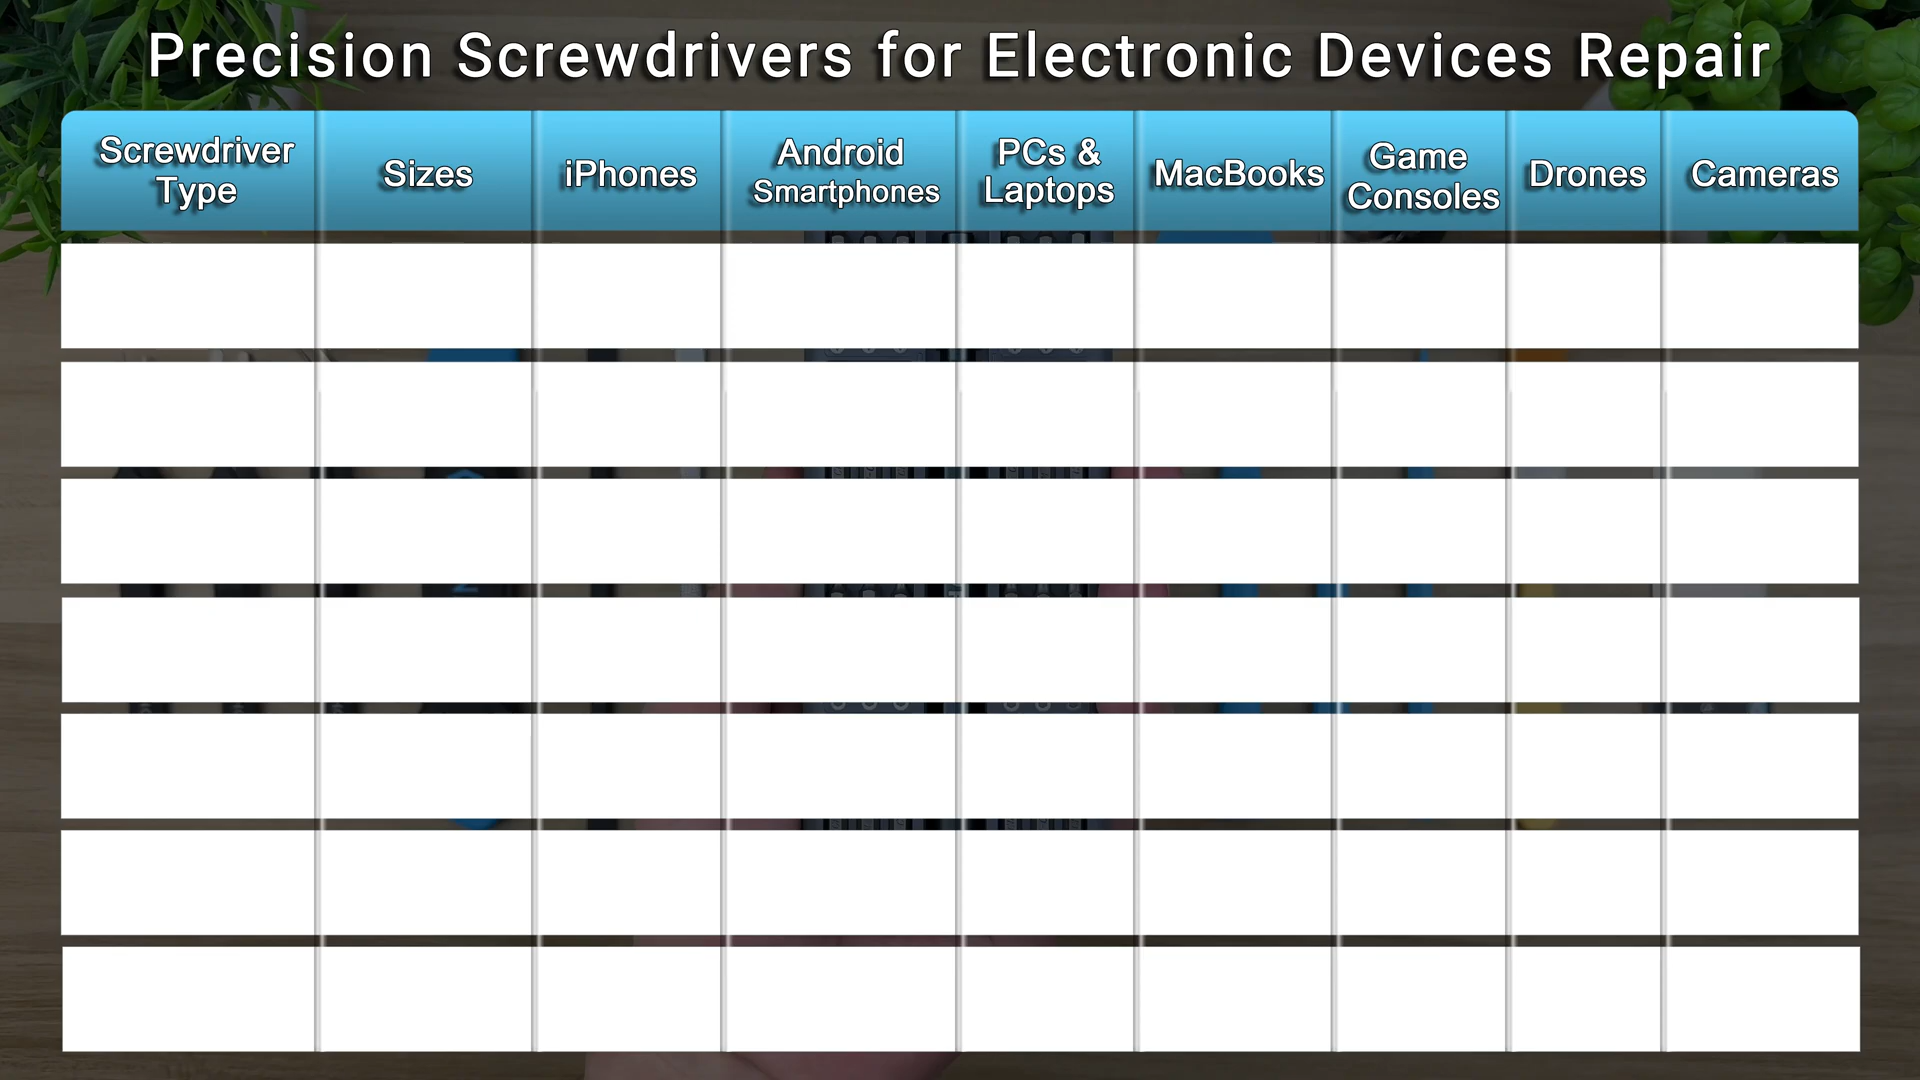 Precision Screwdrivers for Electronic Devices Repair
Screwdriver
Type
Sizes
iPhones
Android
Smartphones
PCs &
Laptops
MacBooks
Game
Consoles
Drones
Cameras